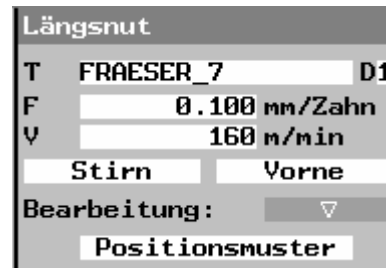 Längsnut
T FRAESER_7 D1
F 0.100 mm/Zahn
V 160 m/min
Stirn Vorne
Bearbeitung: ▽
Positionsmuster